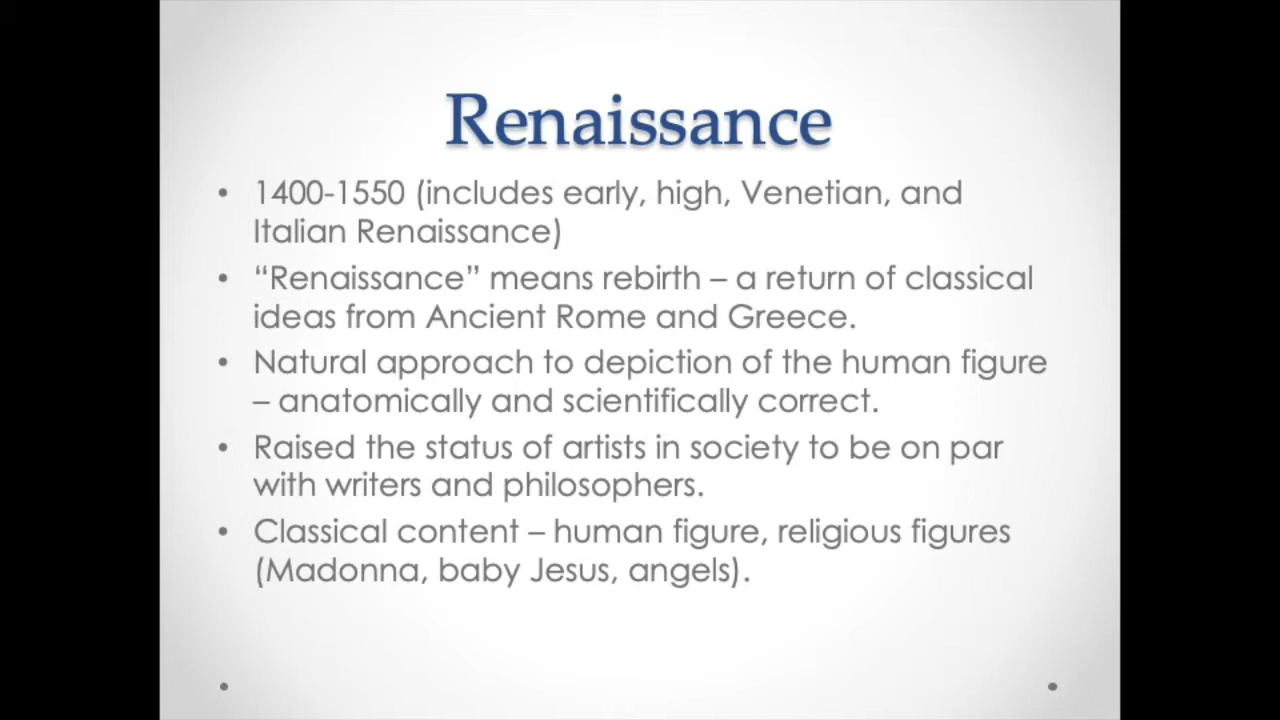 Renaissance
• 1400-1550 (includes early, high, Venetian, and
Italian Renaissance)
• “Renaissance” means rebirth – a return of classical
ideas from Ancient Rome and Greece.
• Natural approach to depiction of the human figure
– anatomically and scientifically correct.
• Raised the status of artists in society to be on par
with writers and philosophers.
• Classical content – human figure, religious figures
(Madonna, baby Jesus, angels).